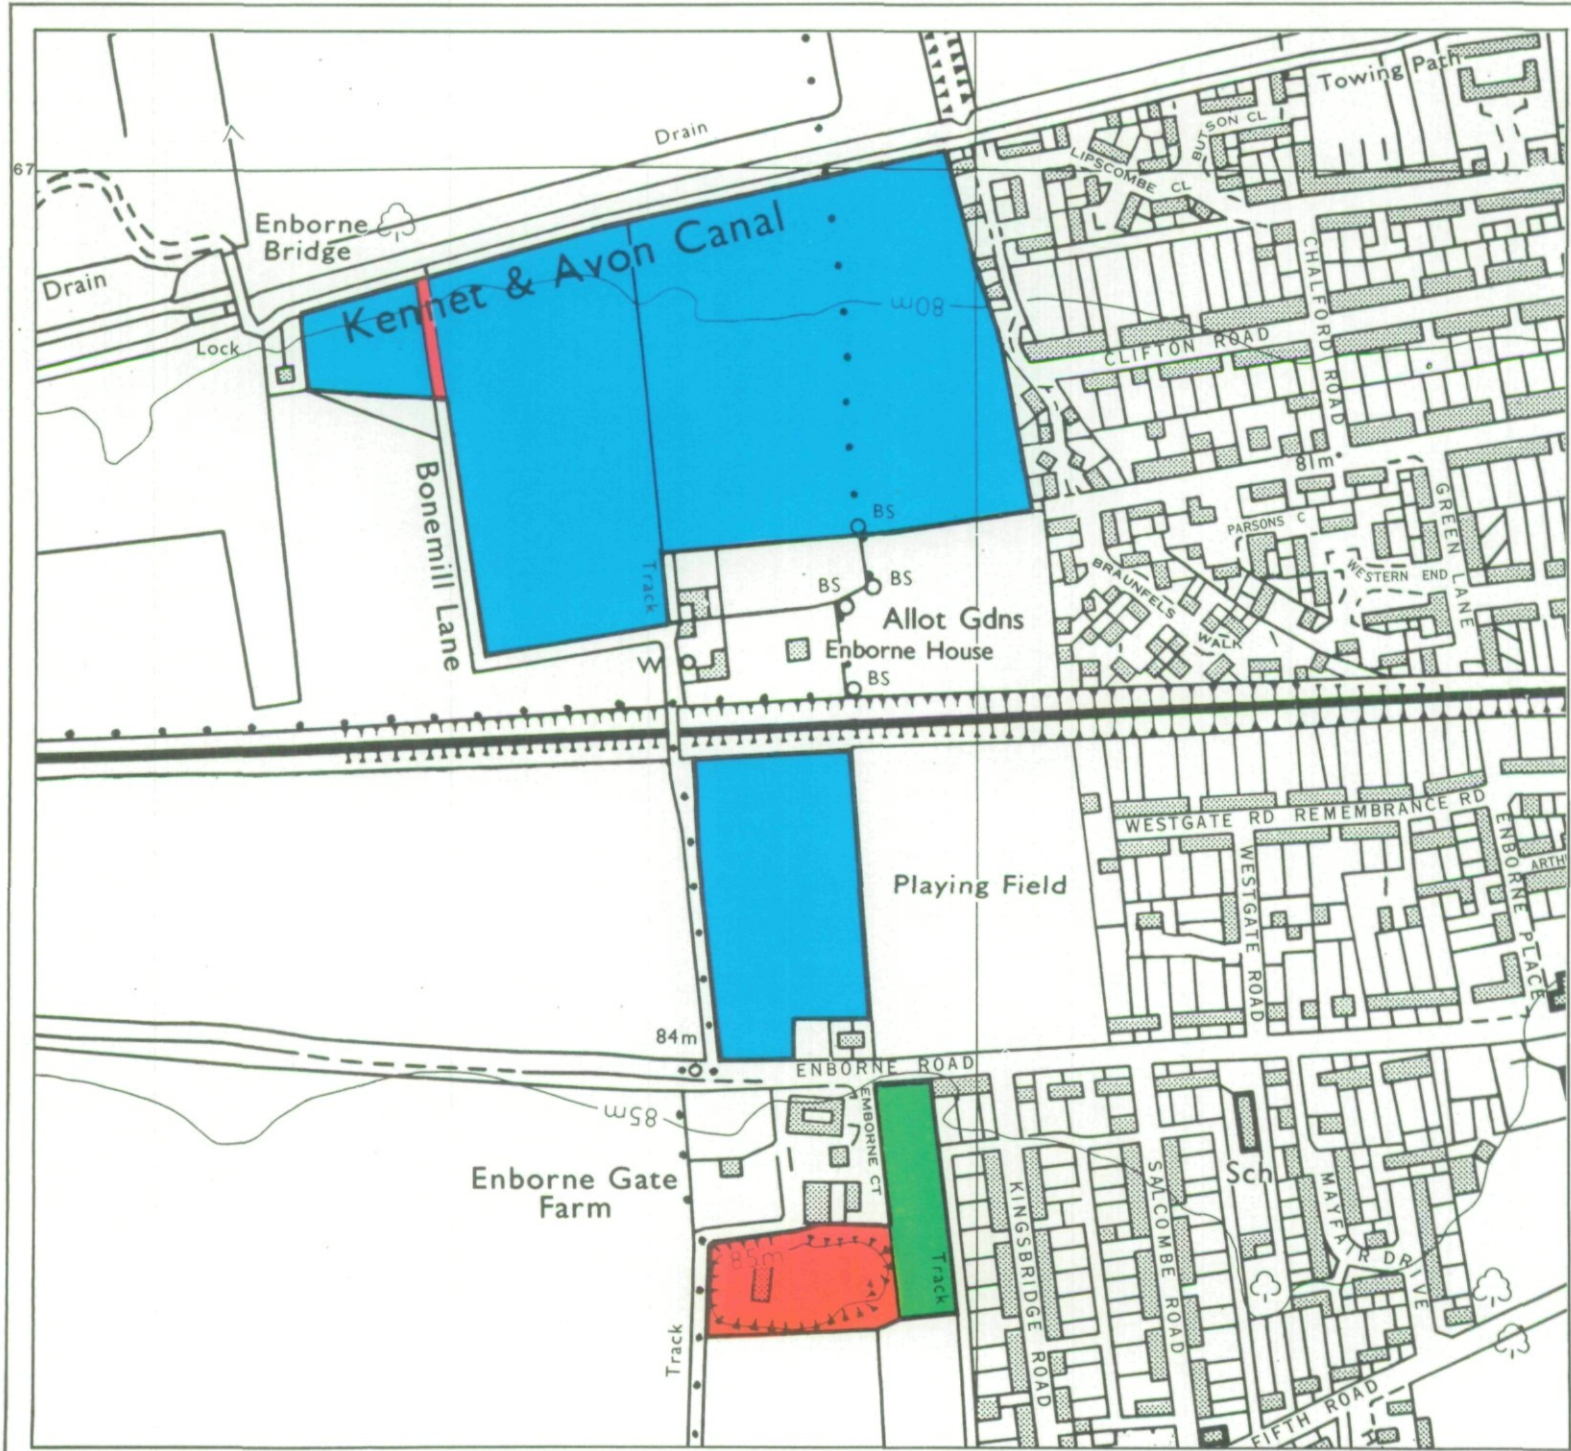 Towing Path
BUTSON CL
Drain
67
LIPSCOMBE CL
Enborne
Bridge
Kennet & Avon Canal
Drain
80m
CHALFORD ROAD
Lock
CLIFTON ROAD
81m
Bonemill Lane
BS
GREEN LANE
PARSONS C
Track
BS
BS
BRAUNFELS WALK
WESTERN END
Allot Gdns
Enborne House
W
BS
WESTGATE RD
REMEMBRANCE RD
ENBORNE PLACE
ARTH
WESTGATE ROAD
Playing Field
84m
ENBORNE ROAD
85m
EMBORNE CT
Enborne Gate
Farm
Sch
KINGSBRIDGE ROAD
SALCOMBE ROAD
MAYFAIR DRIVE
85m
Track
Track
FIFTH ROAD